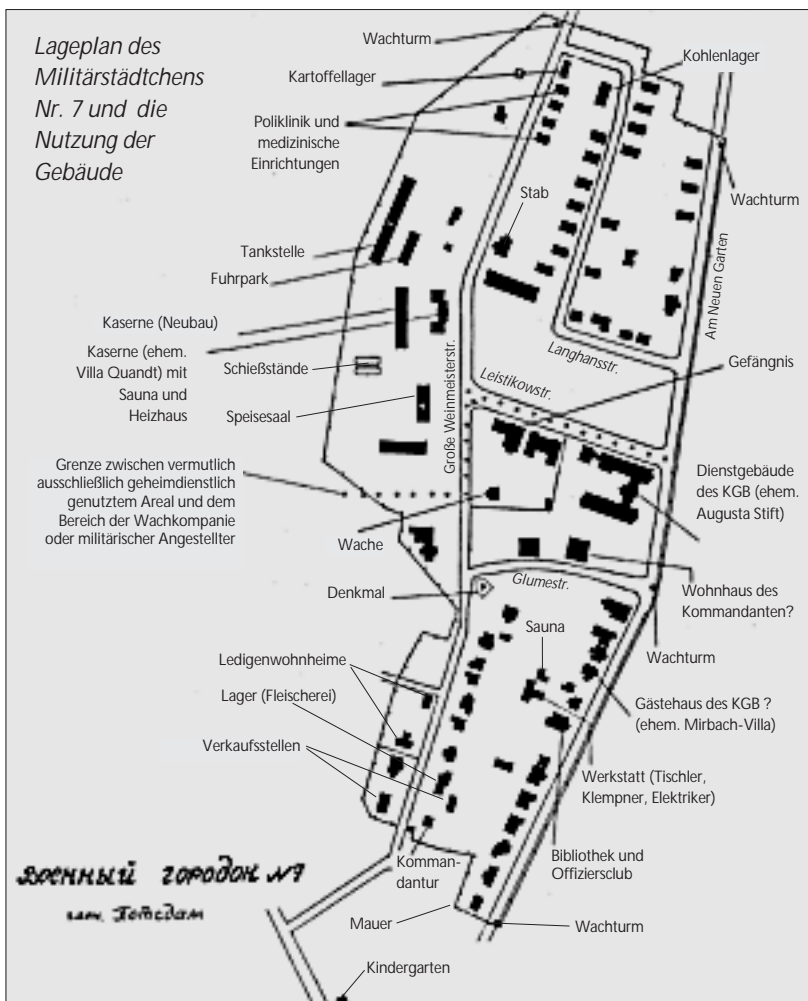 Lageplan des
Militärstädtchens
Nr. 7 und die
Nutzung der
Gebäude
Wachturm
Kartoffellager
Kohlenlager
Poliklinik und
medizinische
Einrichtungen
Wachturm
Stab
Tankstelle
Fuhrpark
Am Neuen Garten
Kaserne (Neubau)
Kaserne (ehem.
Villa Quandt) mit
Sauna und
Heizhaus
Schießstände
Speisesaal
Große Weinmeisterstr.
Langhansstr.
Leistikowstr.
Gefängnis
Grenze zwischen vermutlich
ausschließlich geheimdienstlich
genutztem Areal und dem
Bereich der Wachkompanie
oder militärischer Angestellter
Dienstgebäude
des KGB (ehem.
Augusta Stift)
Wache
Denkmal
Glumestr.
Wohnhaus des
Kommandanten?
Sauna
Wachturm
Ledigenwohnheime
Lager (Fleischerei)
Verkaufsstellen
Gästehaus des KGB ?
(ehem. Mirbach-Villa)
Werkstatt (Tischler,
Klempner, Elektriker)
Bibliothek und
Offiziersclub
Komman-
dantur
военный городок №7
Потсдам
Mauer
Wachturm
Kindergarten